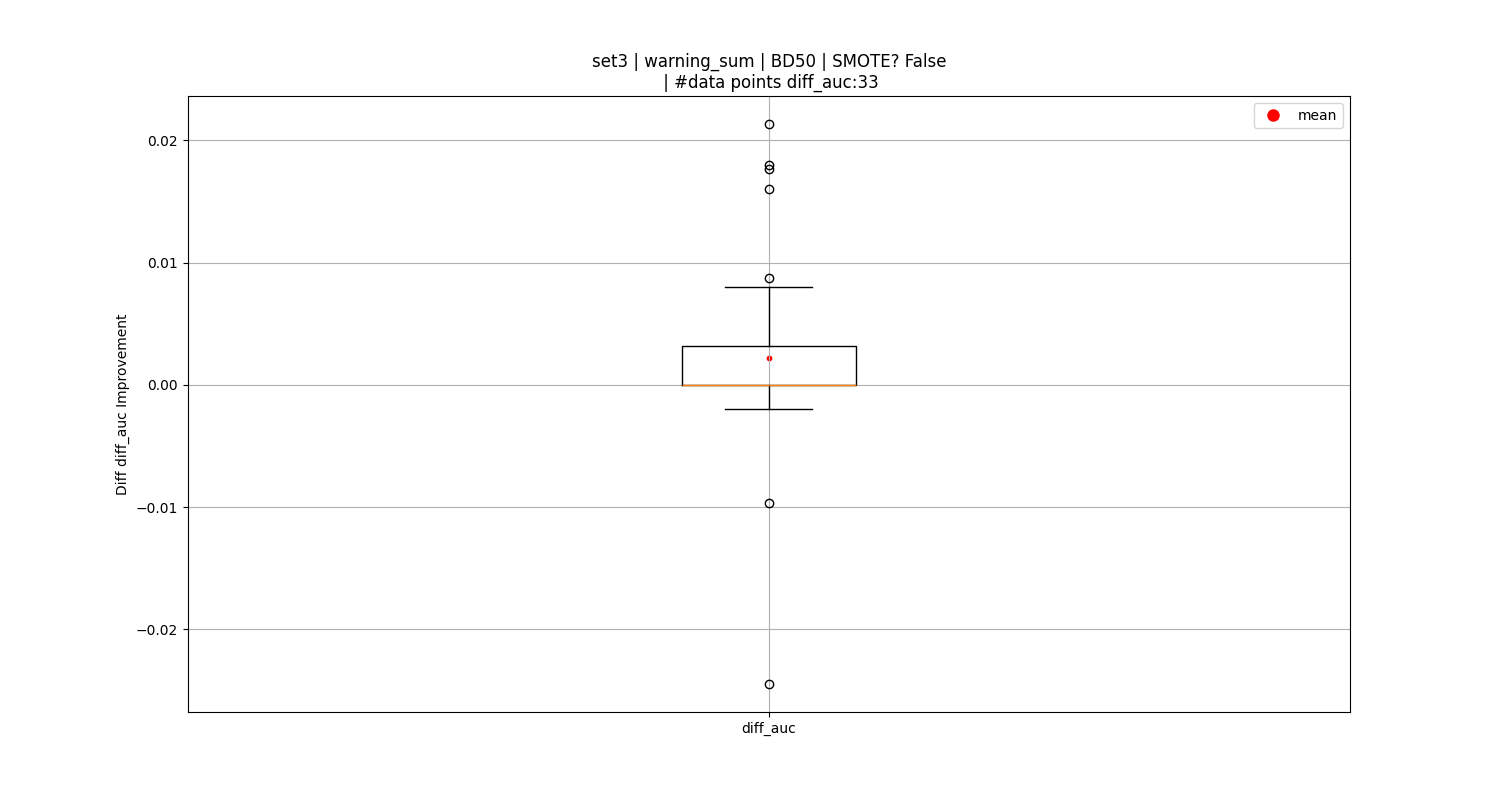 set3 | warning_sum | BD50 | SMOTE? False
| #data points diff_auc:33
mean
0.02
0.01
0.00
−0.01
−0.02
Diff diff_auc Improvement
diff_auc